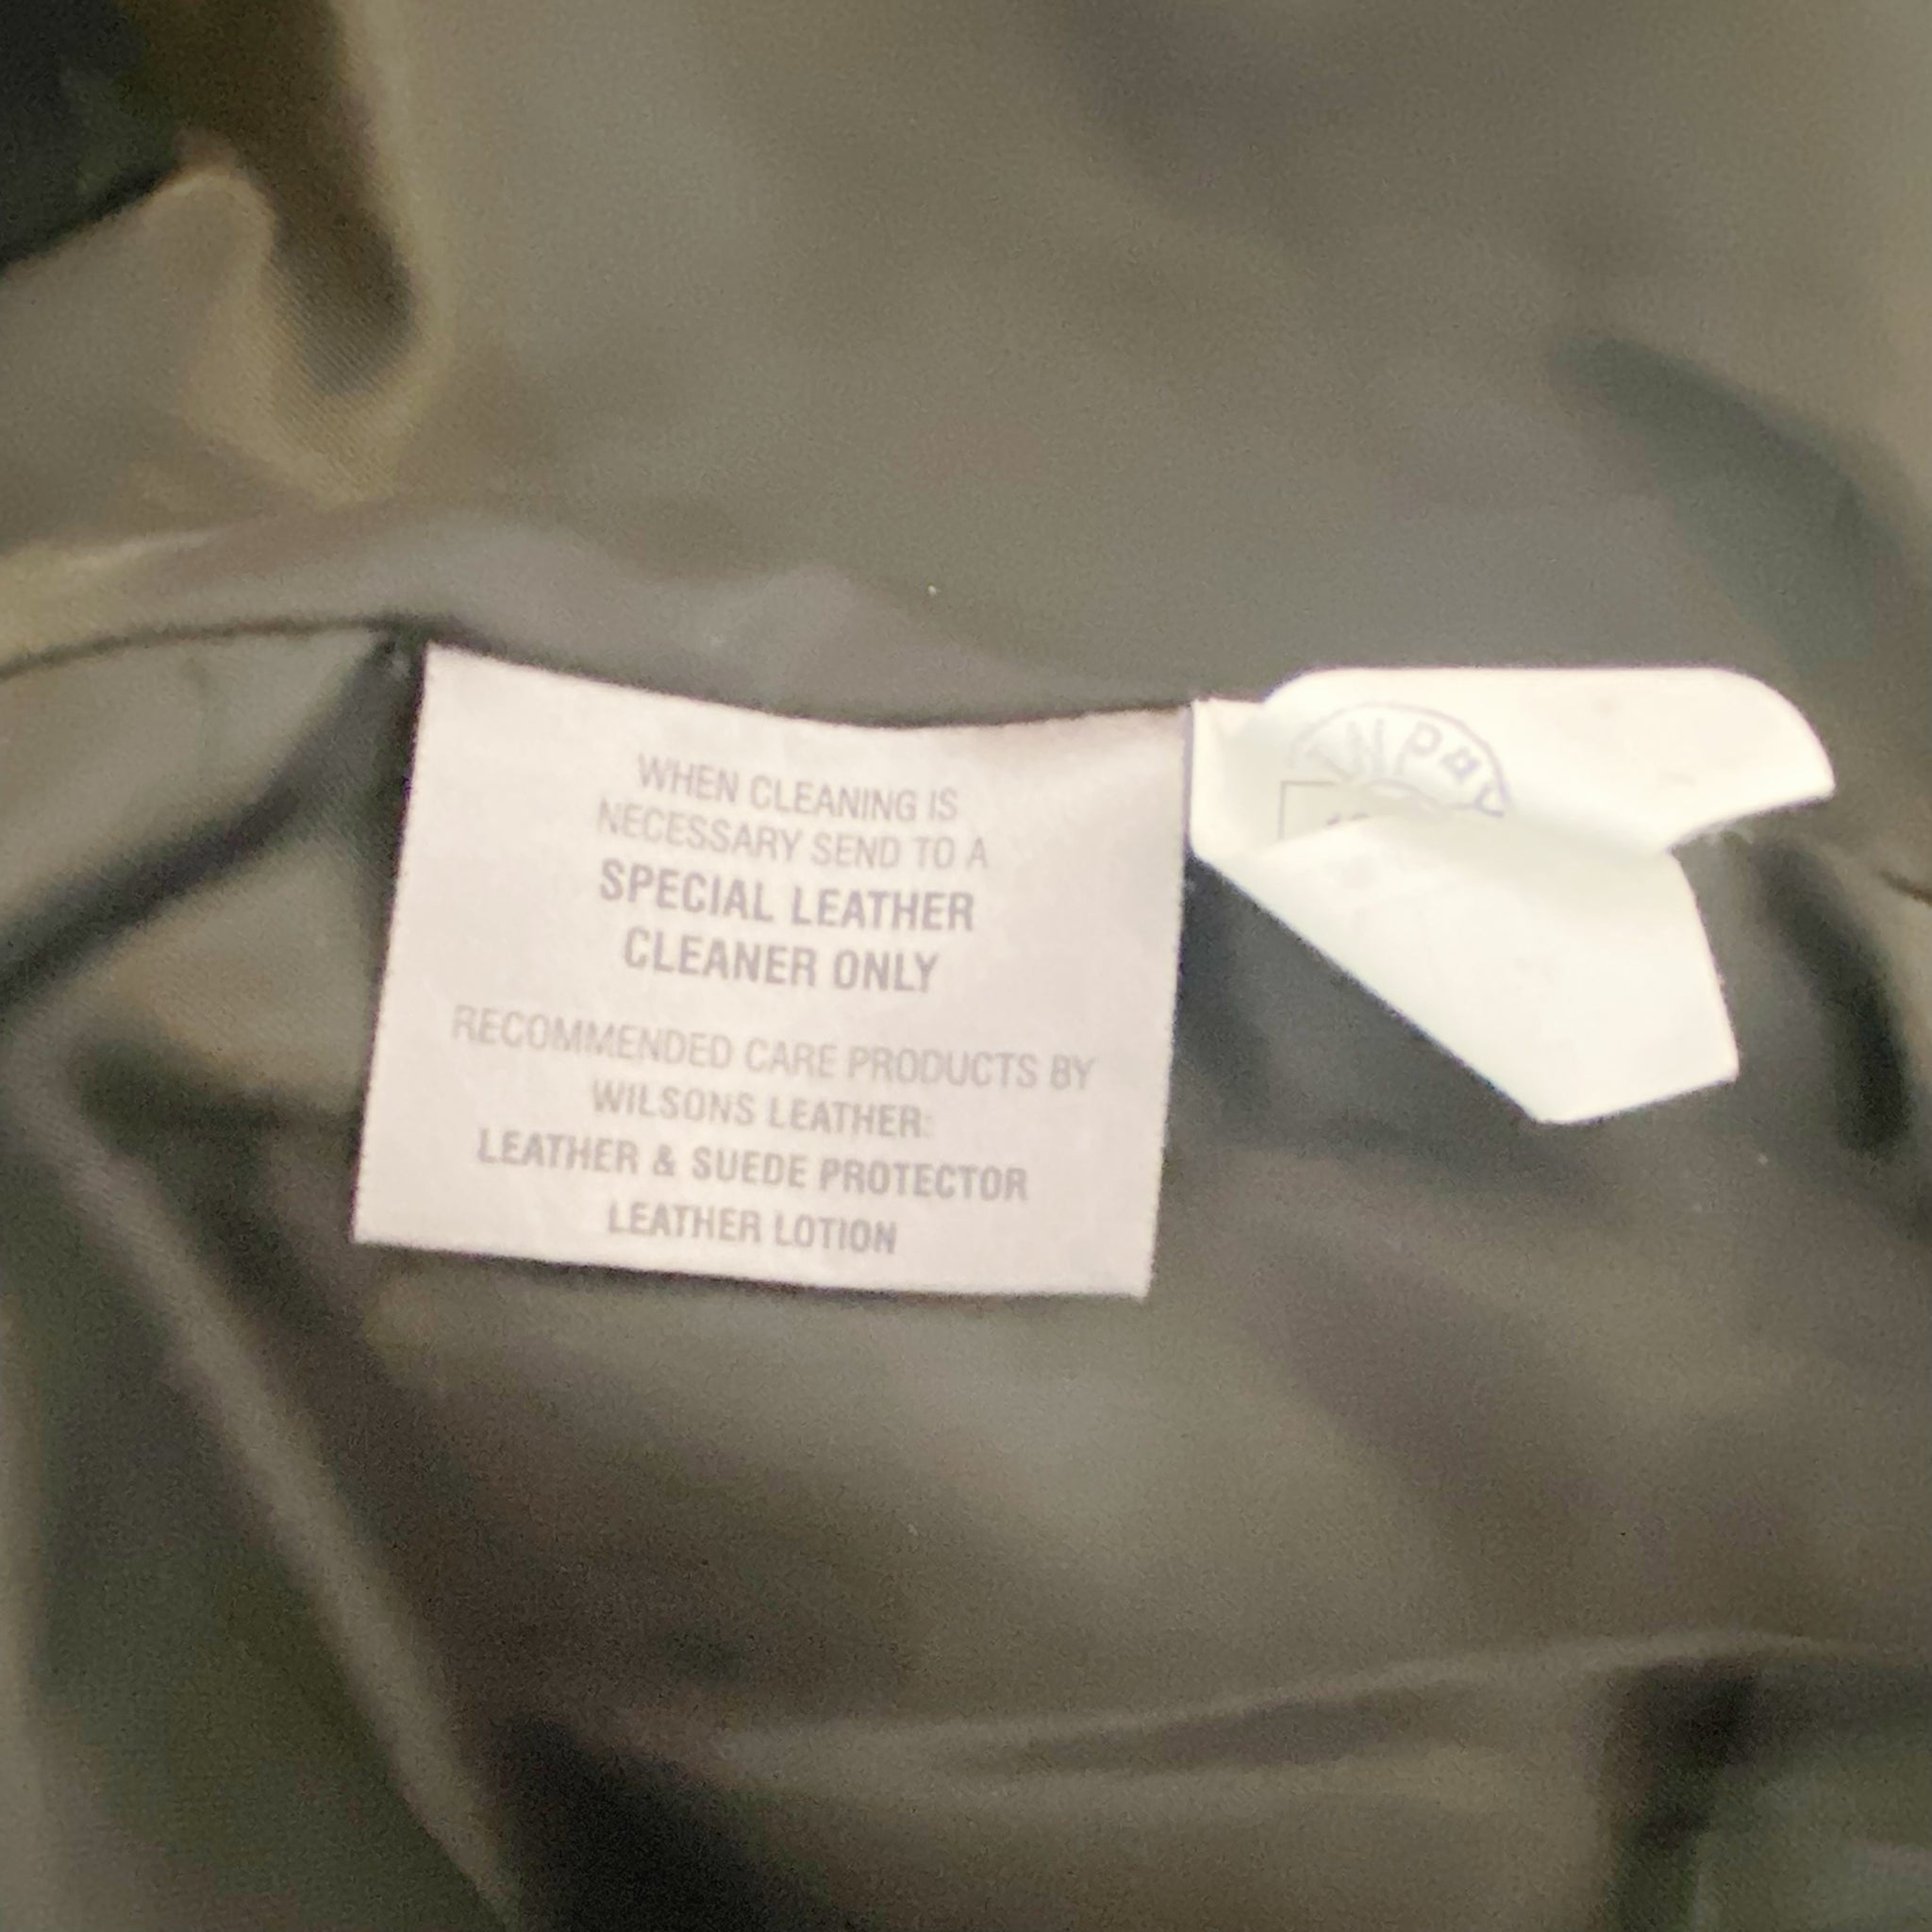 WHEN CLEANING IS
NECESSARY SEND TO A
SPECIAL LEATHER
CLEANER ONLY
RECOMMENDED CARE PRODUCTS BY
WILSONS LEATHER:
LEATHER & SUEDE PROTECTOR
LEATHER LOTION